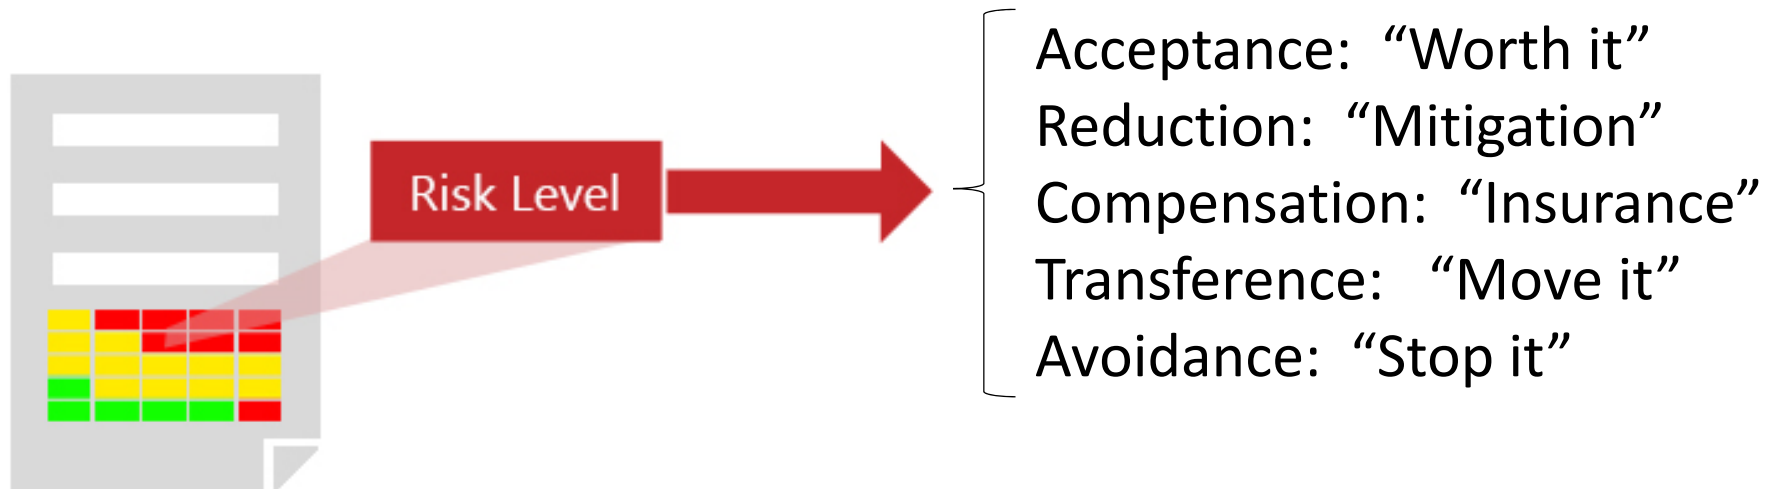 Risk Level
Acceptance:  “Worth it”
Reduction:  “Mitigation”
Compensation:  “Insurance”
Transference:   “Move it”
Avoidance:  “Stop it”